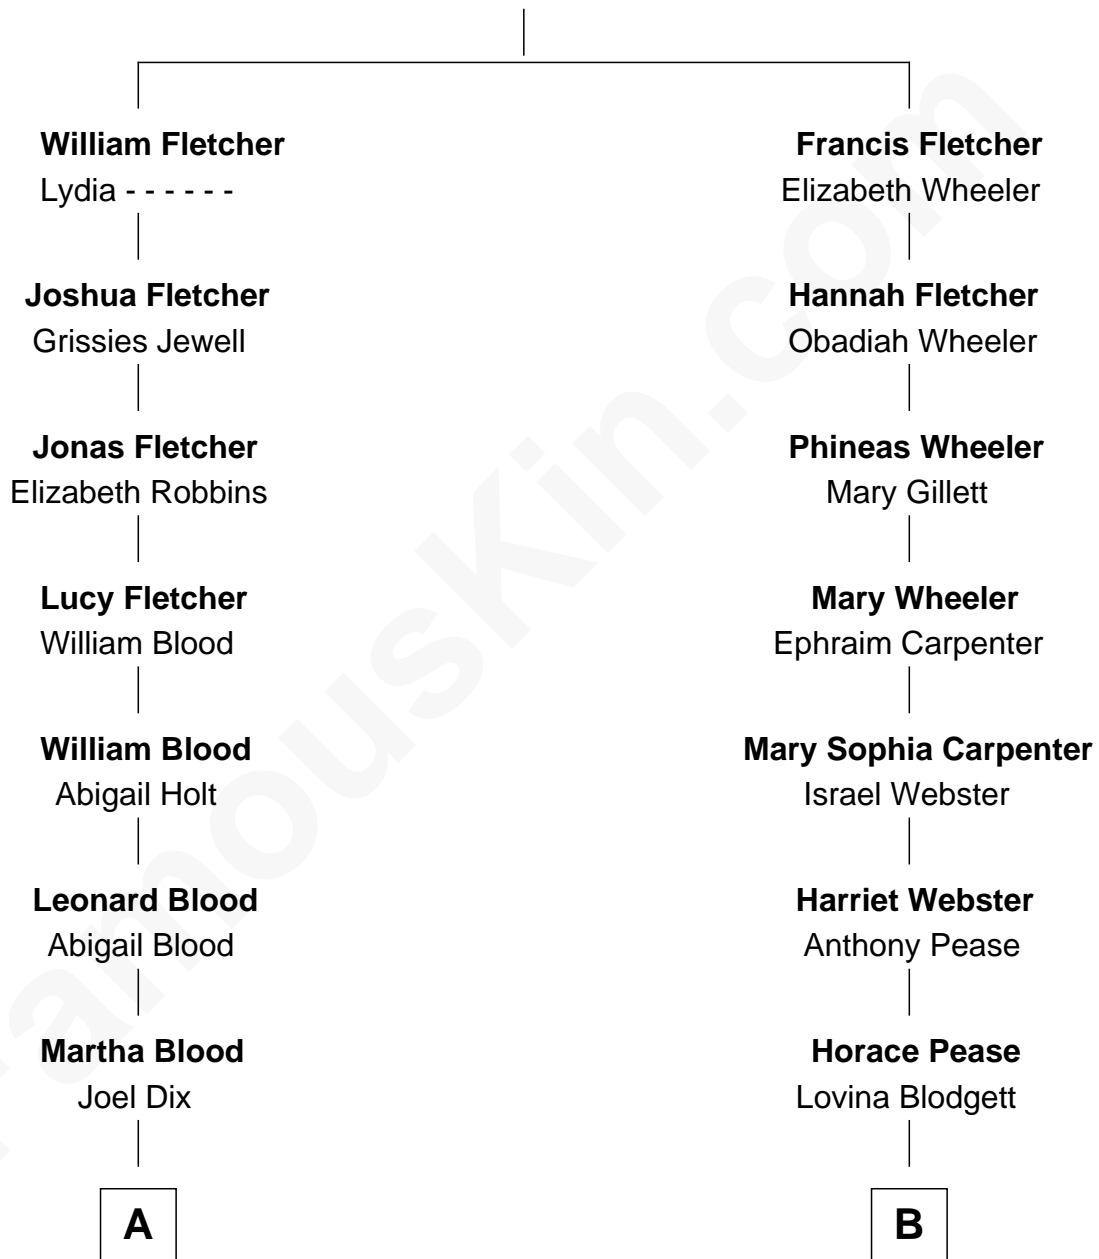 William Fletcher
Lydia - - - - - -
Joshua Fletcher
Grissies Jewell
Jonas Fletcher
Elizabeth Robbins
Lucy Fletcher
William Blood
William Blood
Abigail Holt
Leonard Blood
Abigail Blood
Martha Blood
Joel Dix
A
Francis Fletcher
Elizabeth Wheeler
Hannah Fletcher
Obadiah Wheeler
Phineas Wheeler
Mary Gillett
Mary Wheeler
Ephraim Carpenter
Mary Sophia Carpenter
Israel Webster
Harriet Webster
Anthony Pease
Horace Pease
Lovina Blodgett
B
FamousKin.com